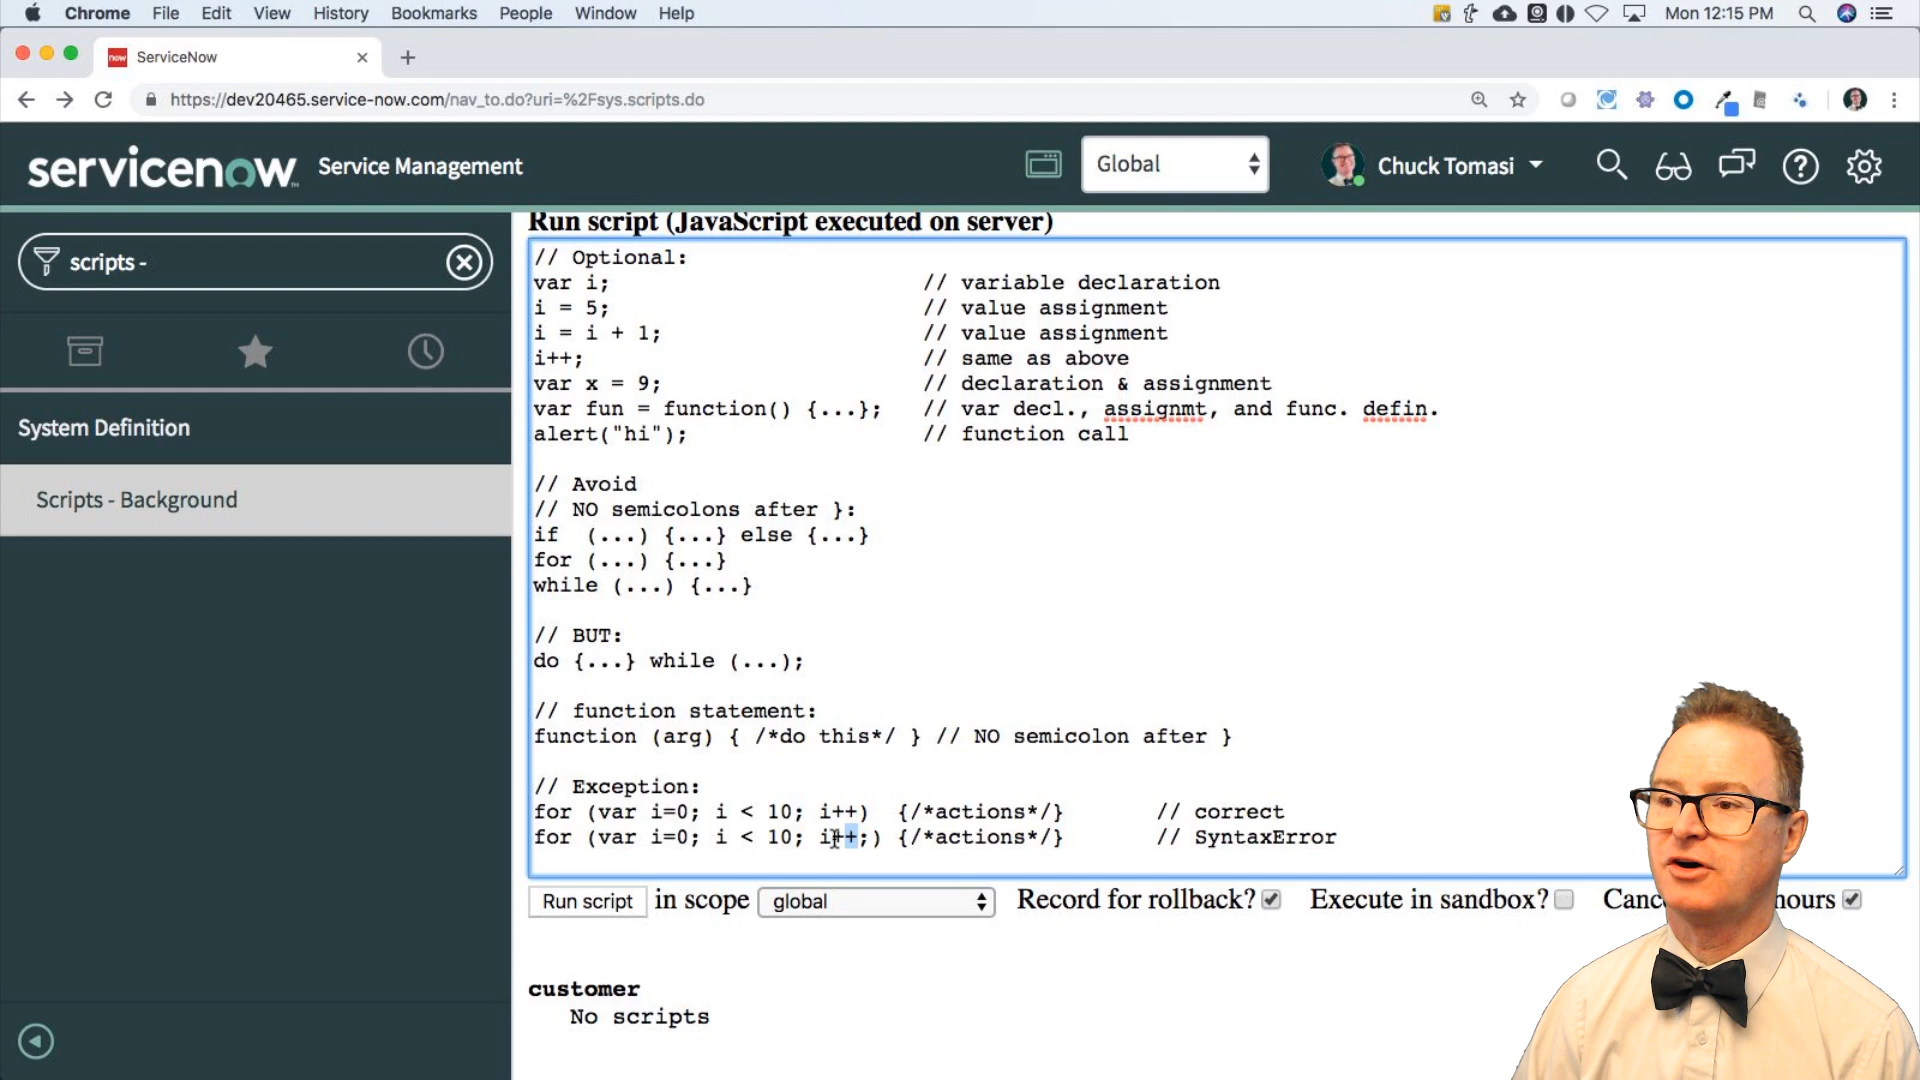 Chrome File Edit View History Bookmarks People Window Help Mon 12:15 PM
now ServiceNow
https://dev20465.service-now.com/nav_to.do?uri=%2Fsys.scripts.do
servicenow Service Management Global Chuck Tomasi
scripts -
System Definition
Scripts - Background
Run script (JavaScript executed on server)
// Optional:
var i; // variable declaration
i = 5; // value assignment
i = i + 1; // value assignment
i++; // same as above
var x = 9; // declaration & assignment
var fun = function() {...}; // var decl., assignmt, and func. defin.
alert("hi"); // function call
// Avoid
// NO semicolons after }:
if (...) {...} else {...}
for (...) {...}
while (...) {...}
// BUT:
do {...} while (...);
// function statement:
function (arg) { /*do this*/ } // NO semicolon after }
// Exception:
for (var i=0; i < 10; i++) {/*actions*/} // correct
for (var i=0; i < 10; i++;) {/*actions*/} // SyntaxError
Run script in scope global Record for rollback? Execute in sandbox? Canc hours
customer
No scripts